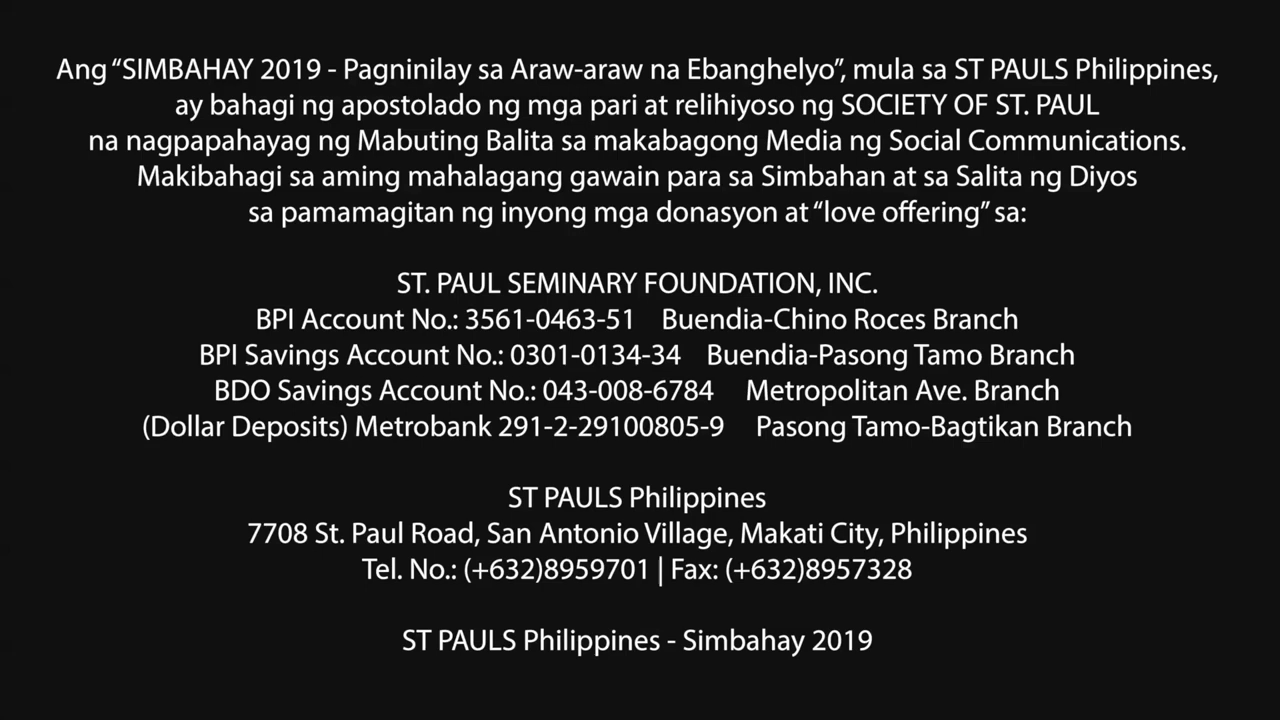 Ang “SIMBAHAY 2019 - Pagninilay sa Araw-araw na Ebanghelyo”, mula sa ST PAULS Philippines,
ay bahagi ng apostolado ng mga pari at relihiyoso ng SOCIETY OF ST. PAUL
na nagpapahayag ng Mabuting Balita sa makabagong Media ng Social Communications.
Makibahagi sa aming mahalagang gawain para sa Simbahan at sa Salita ng Diyos
sa pamamagitan ng inyong mga donasyon at “love offering” sa:
ST. PAUL SEMINARY FOUNDATION, INC.
BPI Account No.: 3561-0463-51 Buendia-Chino Roces Branch
BPI Savings Account No.: 0301-0134-34 Buendia-Pasong Tamo Branch
BDO Savings Account No.: 043-008-6784 Metropolitan Ave. Branch
(Dollar Deposits) Metrobank 291-2-29100805-9 Pasong Tamo-Bagtikan Branch
ST PAULS Philippines
7708 St. Paul Road, San Antonio Village, Makati City, Philippines
Tel. No.: (+632)8959701 | Fax: (+632)8957328
ST PAULS Philippines - Simbahay 2019